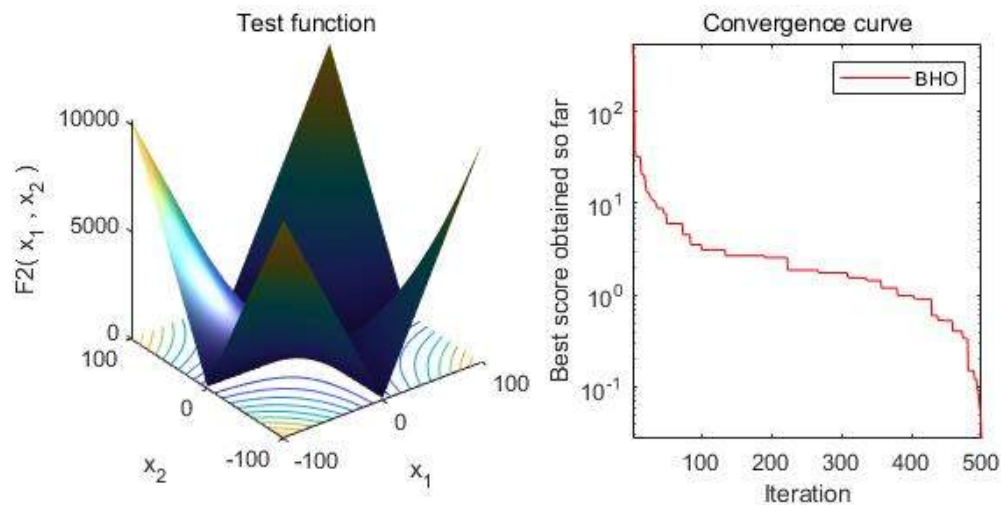 Test function
F2( x1 , x2 )
10000
5000
0
100
0
-100
x2
-100
0
100
x1
Convergence curve
Best score obtained so far
10^2
10^1
10^0
10^-1
BHO
100 200 300 400 500
Iteration